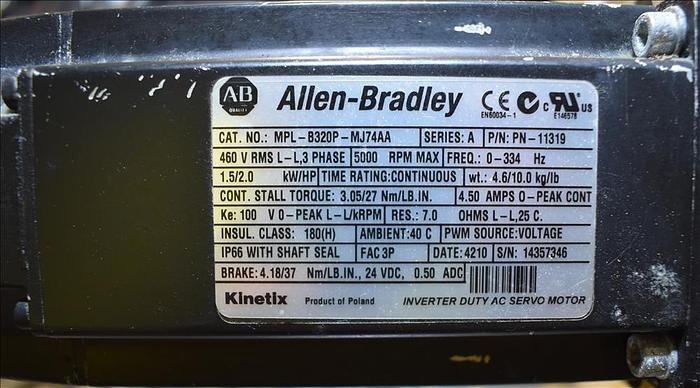 AB
QUALITY
Allen-Bradley
CE
EN60034-1
C
c RU US
E146578
CAT. NO.: MPL-B320P-MJ74AA SERIES: A P/N: PN-11319
460 V RMS L-L,3 PHASE 5000 RPM MAX FREQ.: 0-334 Hz
1.5/2.0 kW/HP TIME RATING:CONTINUOUS wt.: 4.6/10.0 kg/lb
CONT. STALL TORQUE: 3.05/27 Nm/LB.IN. 4.50 AMPS 0-PEAK CONT
Ke: 100 V 0-PEAK L-L/kRPM RES.: 7.0 OHMS L-L,25 C.
INSUL. CLASS: 180(H) AMBIENT:40 C PWM SOURCE:VOLTAGE
IP66 WITH SHAFT SEAL FAC 3P DATE:4210 S/N: 14357346
BRAKE: 4.18/37 Nm/LB.IN., 24 VDC, 0.50 ADC
Kinetix Product of Poland INVERTER DUTY AC SERVO MOTOR